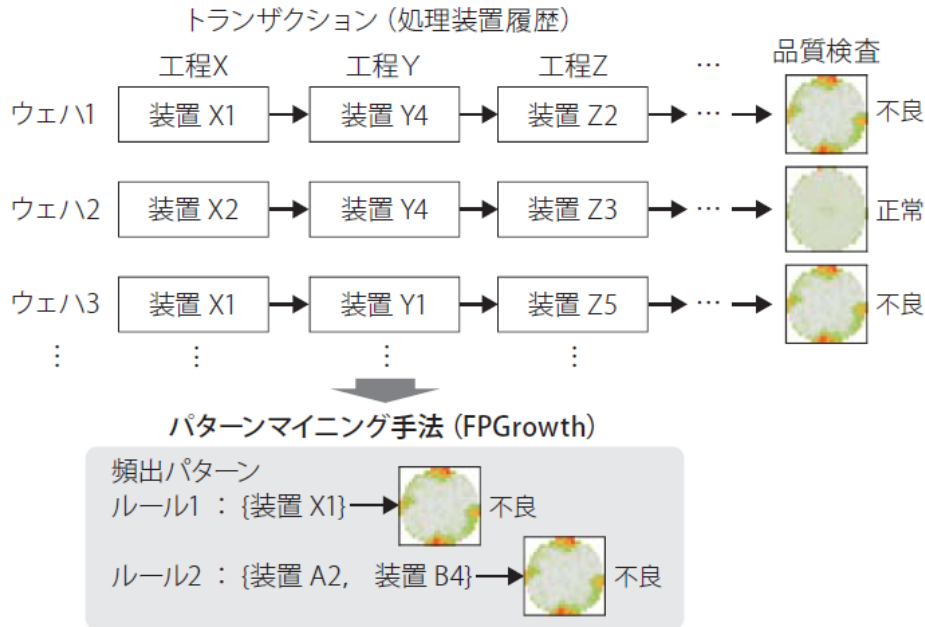 トランザクション（処理装置履歴）
工程X 工程Y 工程Z … 品質検査
ウェハ1 装置 X1 装置 Y4 装置 Z2 … 不良
ウェハ2 装置 X2 装置 Y4 装置 Z3 … 正常
ウェハ3 装置 X1 装置 Y1 装置 Z5 … 不良
⋮ ⋮ ⋮ ⋮
パターンマイニング手法（FPGrowth）
頻出パターン
ルール1 ： {装置 X1} 不良
ルール2 ： {装置 A2， 装置 B4} 不良